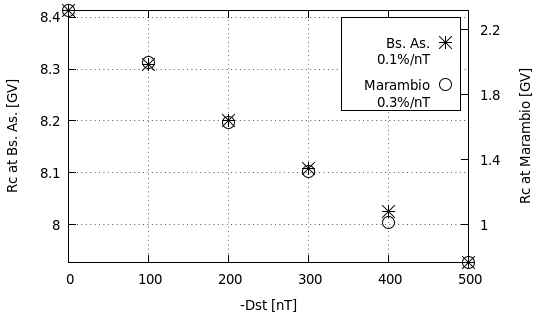 8.4
8.3
8.2
8.1
8
Rc at Bs. As. [GV]
Bs. As.
0.1%/nT
Marambio
0.3%/nT
2.2
1.8
1.4
1
Rc at Marambio [GV]
0 100 200 300 400 500
-Dst [nT]